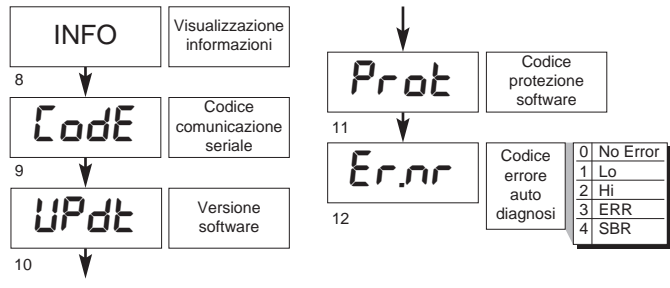 INFO
Visualizzazione
informazioni
8
CodE
Codice
comunicazione
seriale
9
UPdt
Versione
software
10
Prot
Codice
protezione
software
11
Er.nr
Codice
errore
auto
diagnosi
0 No Error
1 Lo
2 Hi
3 ERR
4 SBR
12